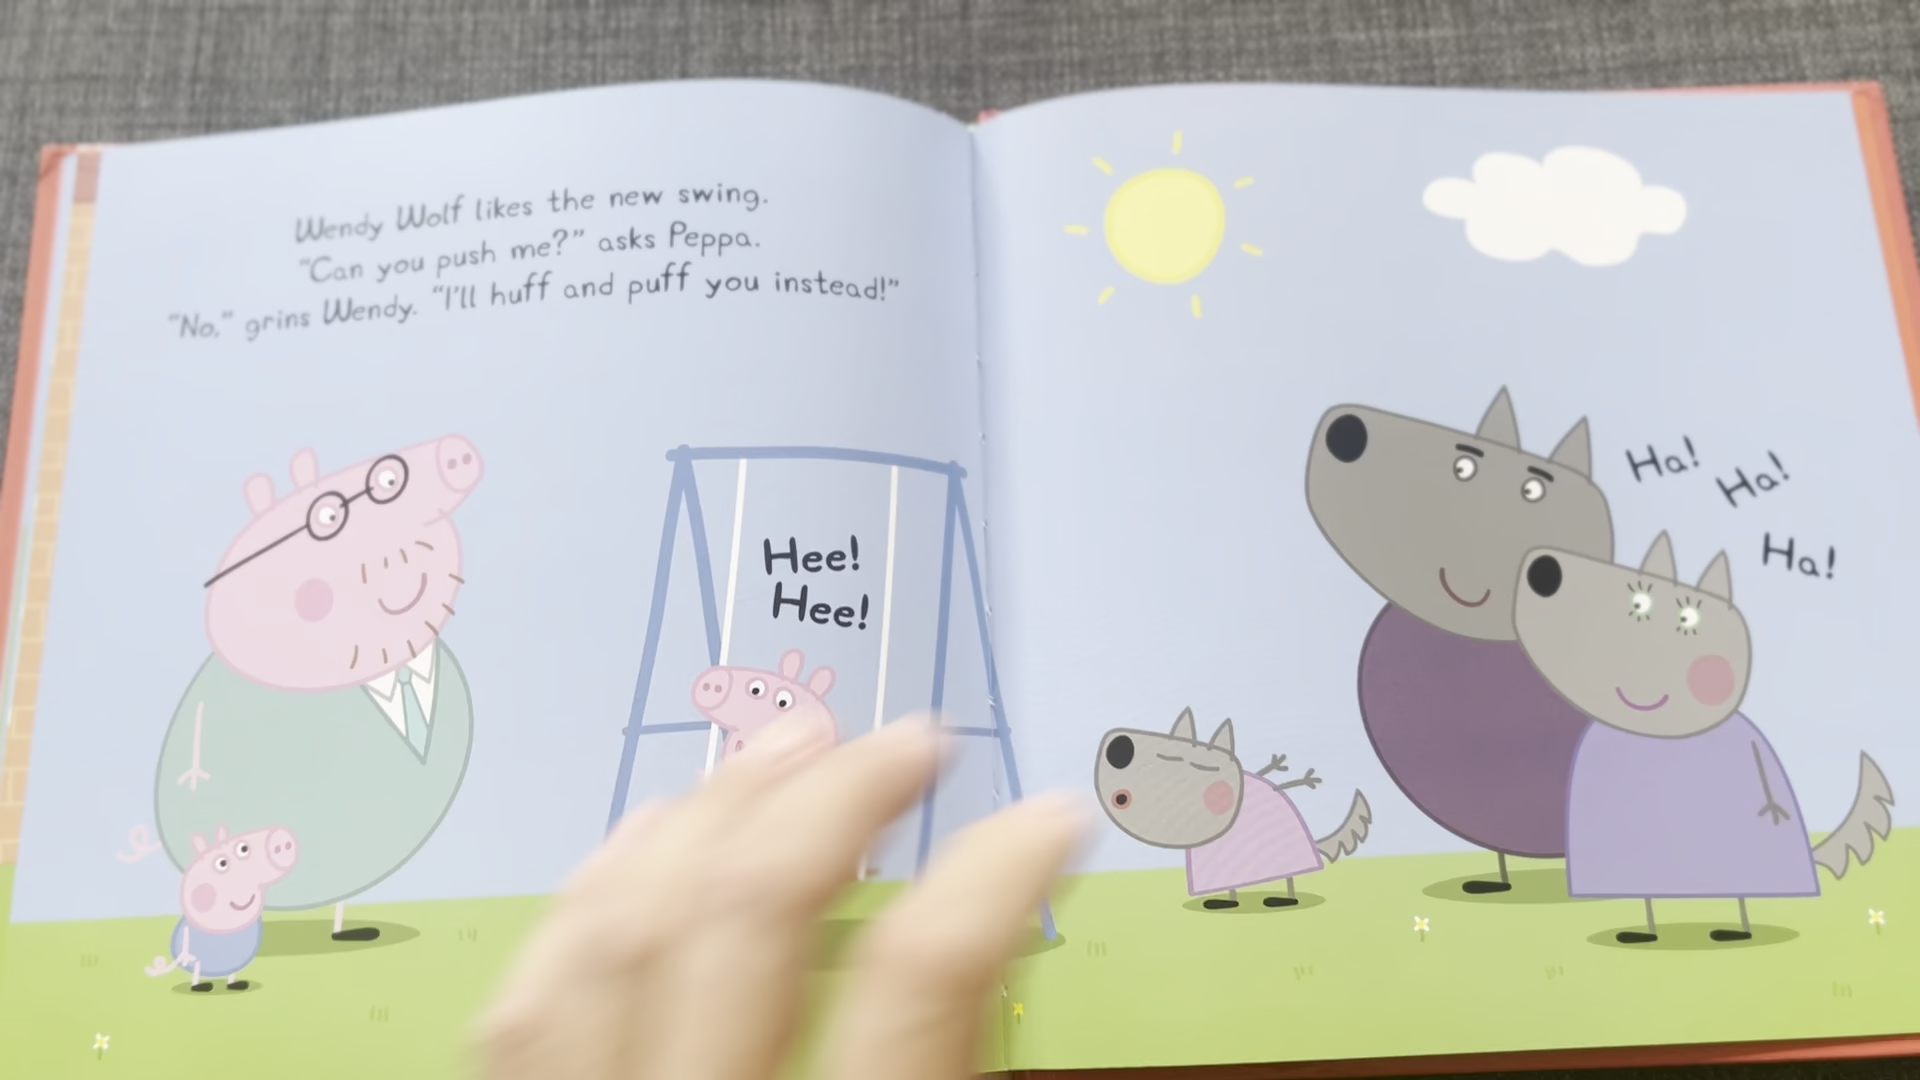 Wendy Wolf likes the new swing.
"Can you push me?" asks Peppa.
"No," grins Wendy. "I'll huff and puff you instead!"
Hee!
Hee!
Ha!
Ha!
Ha!